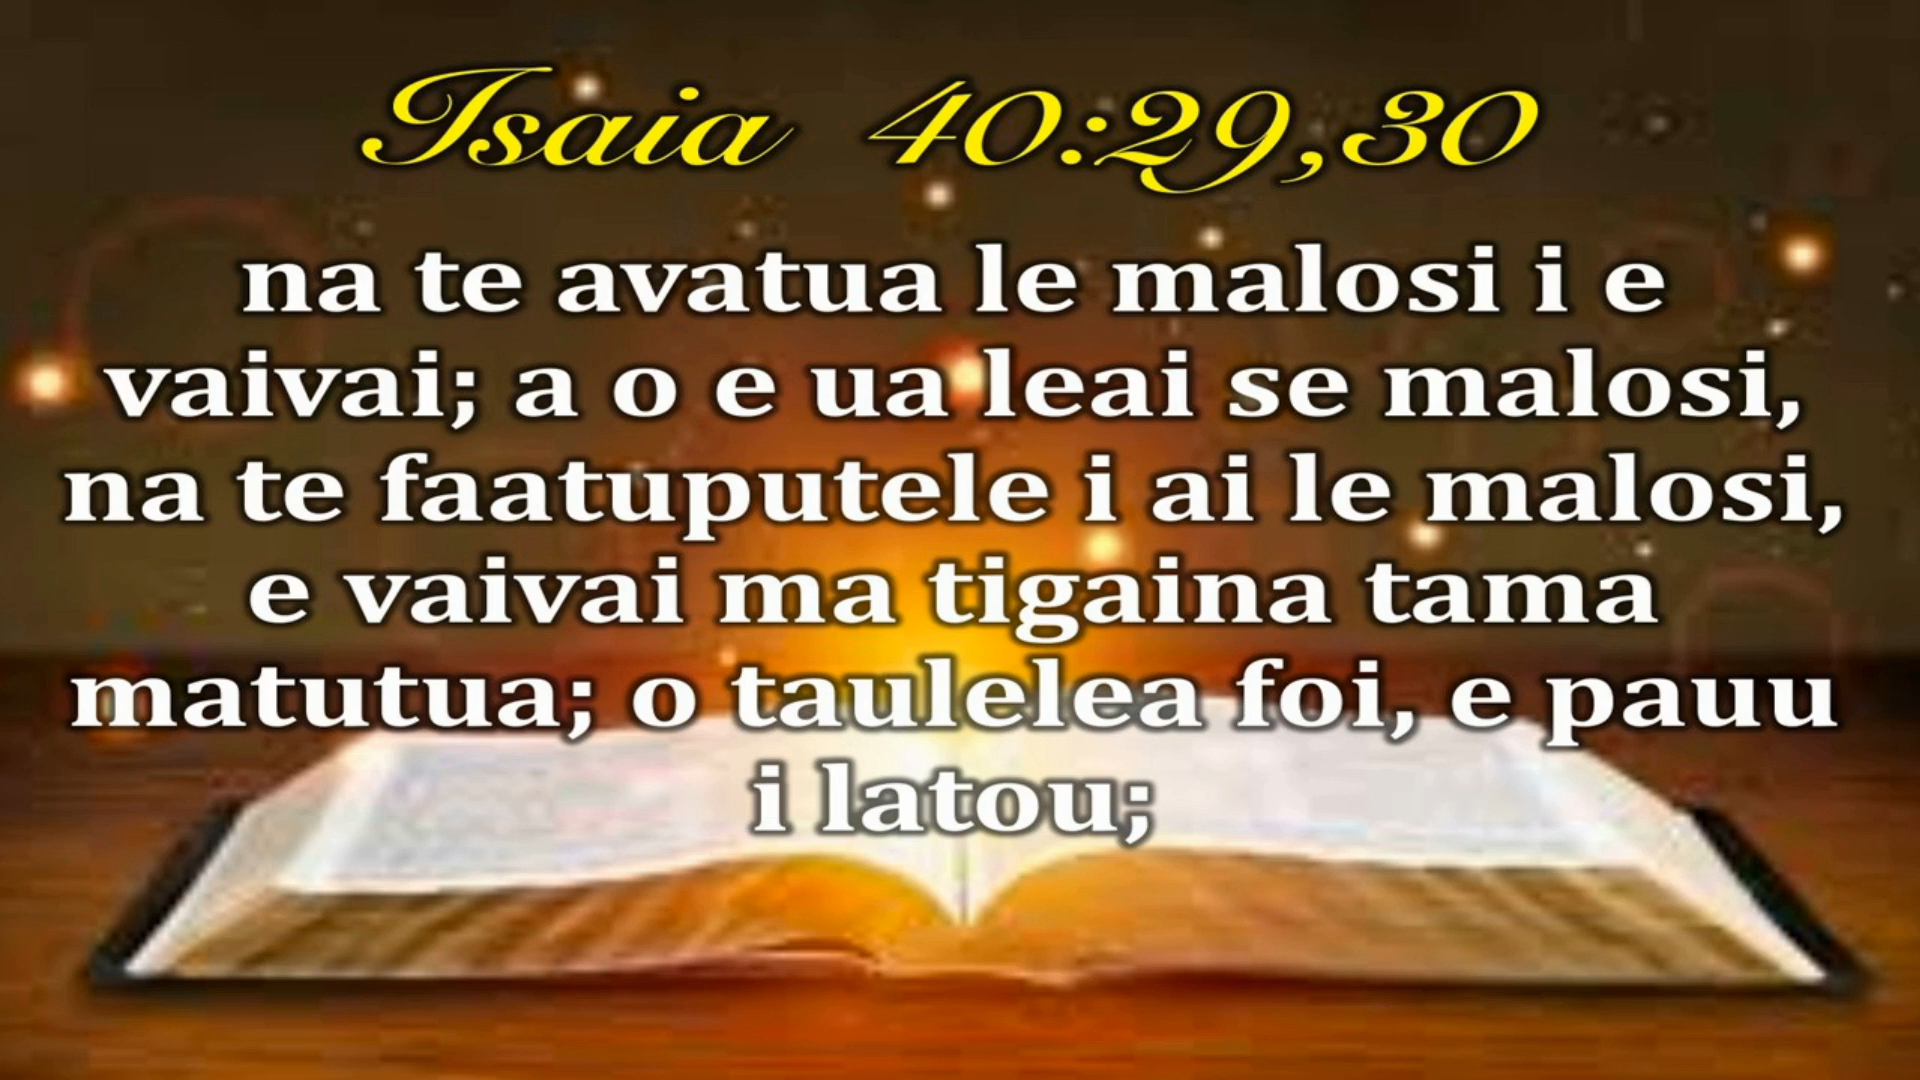 Isaia 40:29,30
na te avatua le malosi i e
vaivai; a o e ua leai se malosi,
na te faatuputele i ai le malosi,
e vaivai ma tigaina tama
matutua; o taulelea foi, e pauu
i latou;